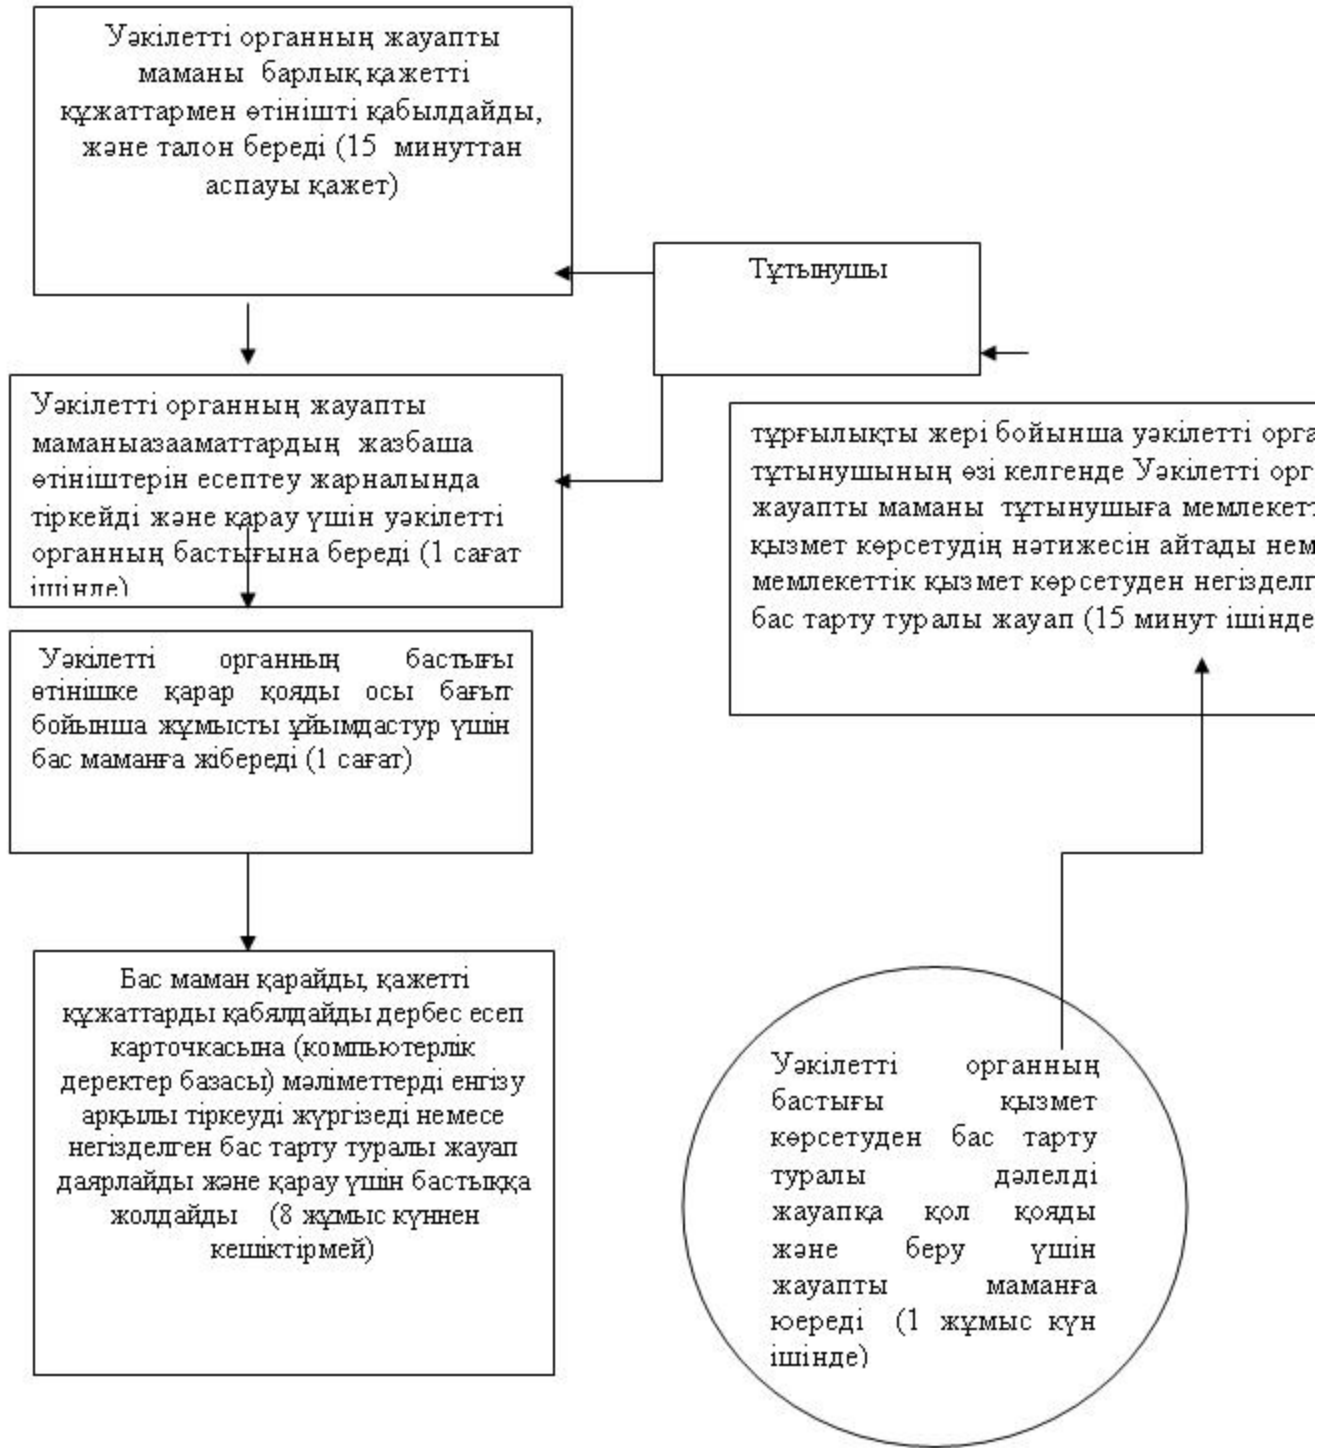 Уәкілетті органның жауапты
маманы барлық қажетті
құжаттармен өтінішті қабылдайды,
және талон береді (15 минуттан
аспауы қажет)
Тұтынушы
Уәкілетті органның жауапты
маманыазааматтардың жазбаша
өтініштерін есептеу жарналында
тіркейді және қарау үшін уәкілетті
органның бастығына береді (1 сағат
ішінде)
тұрғылықты жері бойынша уәкілетті орга
тұтынушының өзі келгенде Уәкілетті орг
жауапты маманы тұтынушыға мемлекетт
қызмет көрсетудің нәтижесін айтады нем
мемлекеттік қызмет көрсетуден негізделг
бас тарту туралы жауап (15 минут ішінде
Уәкілетті органның бастығы
өтінішке қарар қояды осы бағыт
бойынша жұмысты ұйымдастур үшін
бас маманға жібереді (1 сағат)
Бас маман қарайды, қажетті
құжаттарды қабялдайды дербес есеп
карточкасына (компьютерлік
деректер базасы) мәліметтерді енгізу
арқылы тіркеуді жүргізеді немесе
негізделген бас тарту туралы жауап
даярлайды және қарау үшін бастыққа
жолдайды (8 жұмыс күннен
кешіктірмей)
Уәкілетті органның
бастығы қызмет
көрсетуден бас тарту
туралы дәлелді
жауапқа қол қояды
және беру үшін
жауапты маманға
юереді (1 жұмыс күн
ішінде)